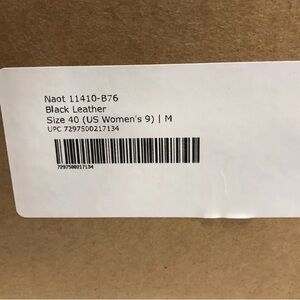 Naot 11410-B76
Black Leather
Size 40 (US Women's 9) | M
UPC 7297500217134
7297500217134